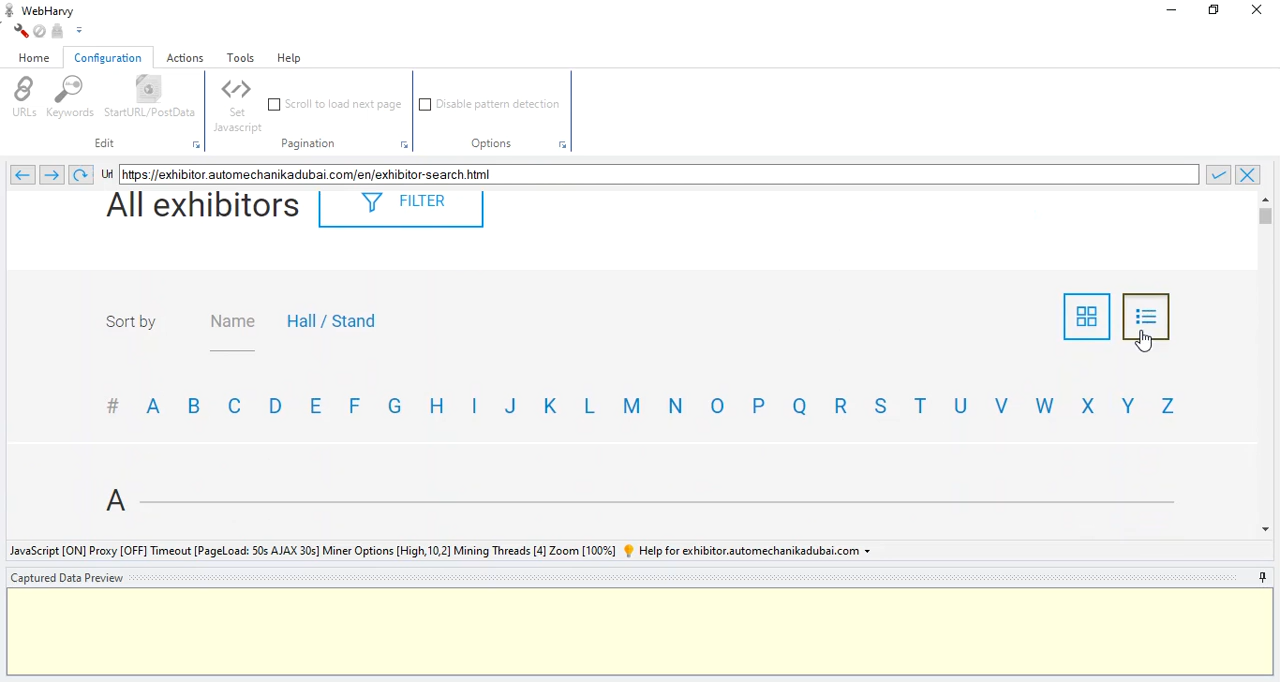 WebHarvy
Home Configuration Actions Tools Help
URLs Keywords StartURL/PostData Set Javascript Scroll to load next page Disable pattern detection
Edit Pagination Options
Url https://exhibitor.automechanikadubai.com/en/exhibitor-search.html
All exhibitors FILTER
Sort by Name Hall / Stand
# A B C D E F G H I J K L M N O P Q R S T U V W X Y Z
A
JavaScript [ON] Proxy [OFF] Timeout [PageLoad: 50s AJAX 30s] Miner Options [High,10,2] Mining Threads [4] Zoom [100%] Help for exhibitor.automechanikadubai.com
Captured Data Preview